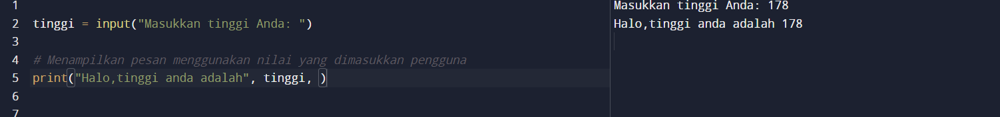 1
2 tinggi = input("Masukkan tinggi Anda: ")
3
4 # Menampilkan pesan menggunakan nilai yang dimasukkan pengguna
5 print("Halo,tinggi anda adalah", tinggi, )
6
7
Masukkan tinggi Anda: 178
Halo,tinggi anda adalah 178